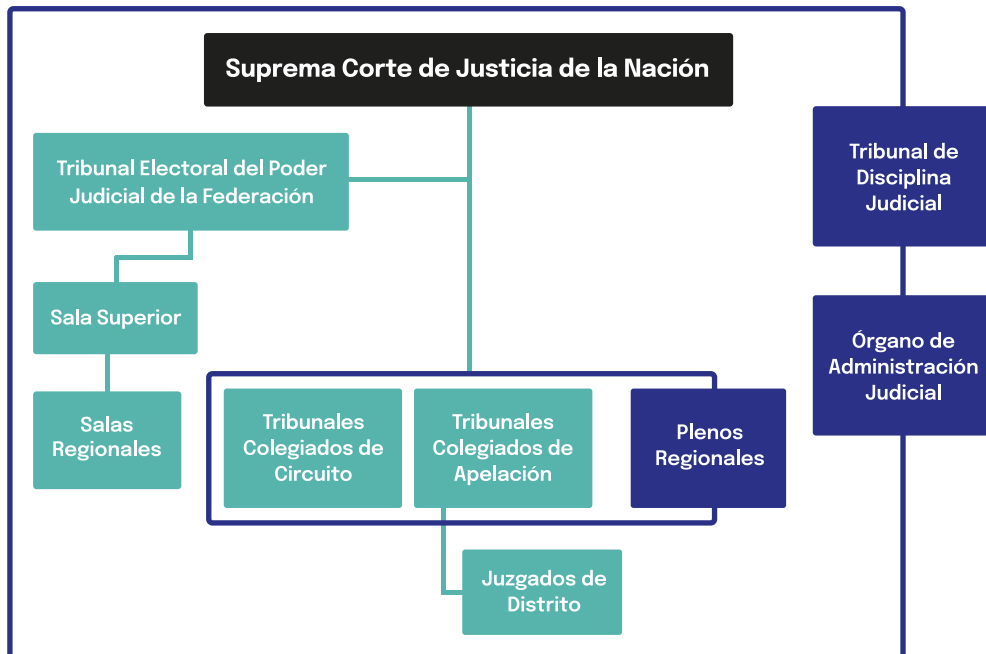 Suprema Corte de Justicia de la Nación
Tribunal Electoral del Poder
Judicial de la Federación
Tribunal de
Disciplina
Judicial
Sala Superior
Órgano de
Administración
Judicial
Salas
Regionales
Tribunales
Colegiados de
Circuito
Tribunales
Colegiados de
Apelación
Plenos
Regionales
Juzgados de
Distrito